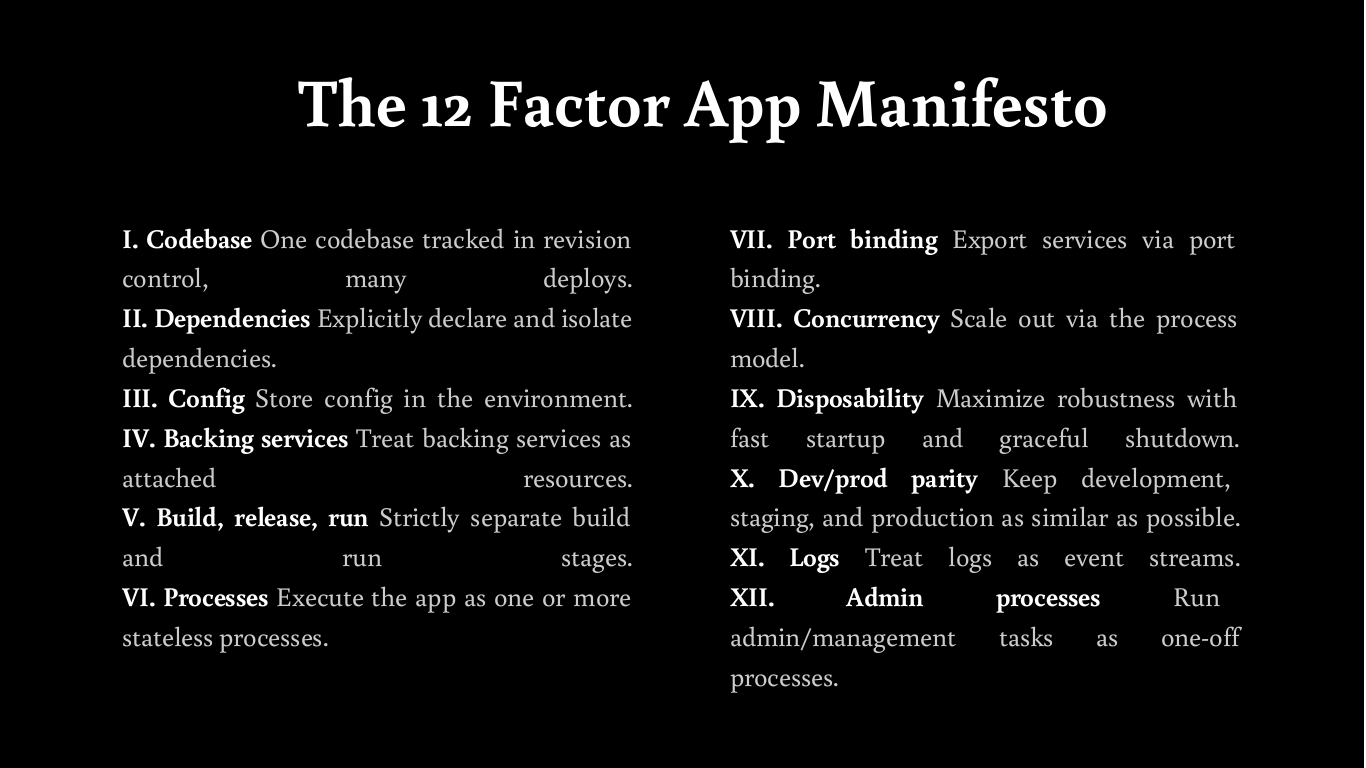 The 12 Factor App Manifesto
I. Codebase One codebase tracked in revision
control, many deploys.
II. Dependencies Explicitly declare and isolate
dependencies.
III. Config Store config in the environment.
IV. Backing services Treat backing services as
attached resources.
V. Build, release, run Strictly separate build
and run stages.
VI. Processes Execute the app as one or more
stateless processes.
VII. Port binding Export services via port
binding.
VIII. Concurrency Scale out via the process
model.
IX. Disposability Maximize robustness with
fast startup and graceful shutdown.
X. Dev/prod parity Keep development,
staging, and production as similar as possible.
XI. Logs Treat logs as event streams.
XII. Admin processes Run
admin/management tasks as one-off
processes.